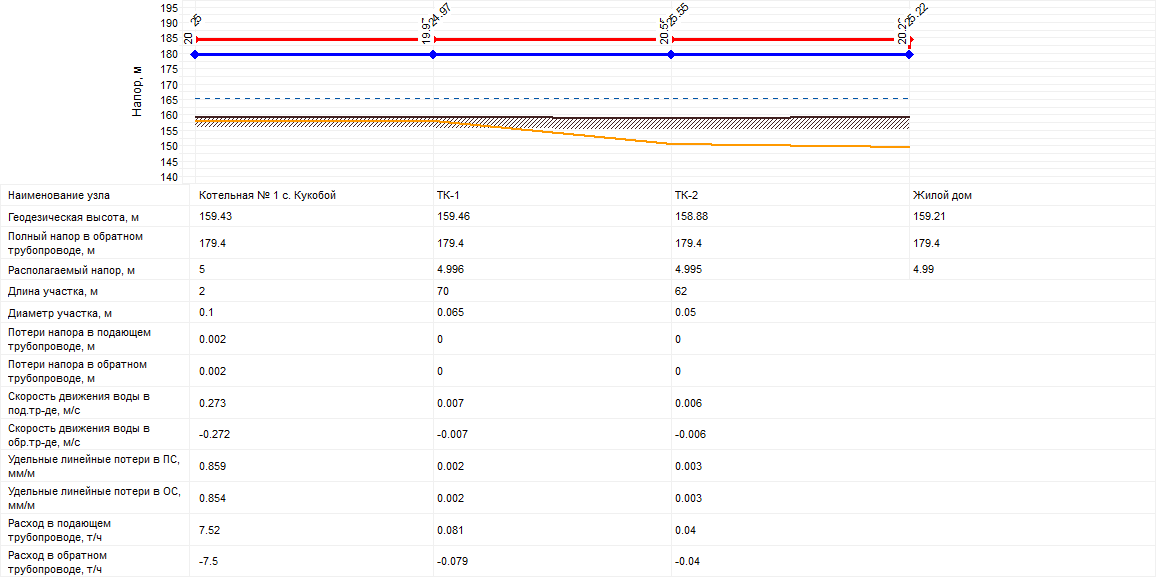 195
190
185
180
175
170
165
160
155
150
145
140
Напор, м
20
25
24.97
Наименование узла Котельная № 1 с. Кукобой ТК-1 ТК-2 Жилой дом
Геодезическая высота, м 159.43 159.46 158.88 159.21
Полный напор в обратном
трубопроводе, м 179.4 179.4 179.4 179.4
Располагаемый напор, м 5 4.996 4.995 4.99
Длина участка, м 2 70 62
Диаметр участка, м 0.1 0.065 0.05
Потери напора в подающем
трубопроводе, м 0.002 0 0
Потери напора в обратном
трубопроводе, м 0.002 0 0
Скорость движения воды в
под.тр-де, м/с 0.273 0.007 0.006
Скорость движения воды в
обр.тр-де, м/с -0.272 -0.007 -0.006
Удельные линейные потери в ПС,
мм/м 0.859 0.002 0.003
Удельные линейные потери в ОС,
мм/м 0.854 0.002 0.003
Расход в подающем
трубопроводе, т/ч 7.52 0.081 0.04
Расход в обратном
трубопроводе, т/ч -7.5 -0.079 -0.04